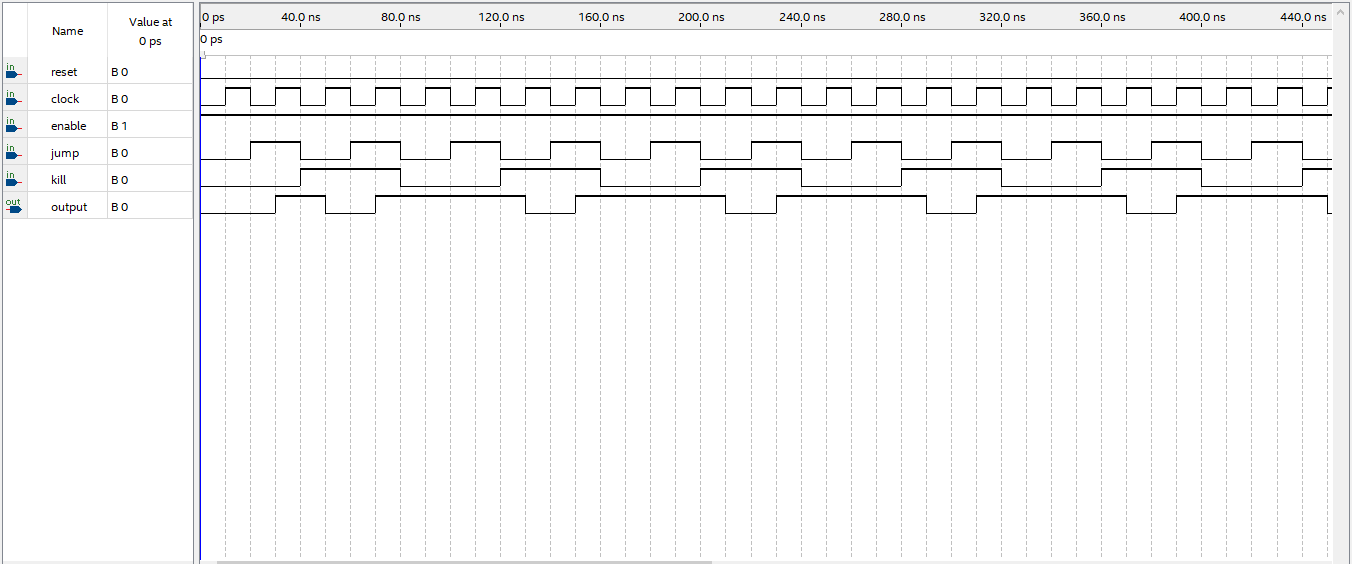 Name
Value at
0 ps
0 ps 40.0 ns 80.0 ns 120.0 ns 160.0 ns 200.0 ns 240.0 ns 280.0 ns 320.0 ns 360.0 ns 400.0 ns 440.0 ns
0 ps
in reset B 0
in clock B 0
in enable B 1
in jump B 0
in kill B 0
out output B 0